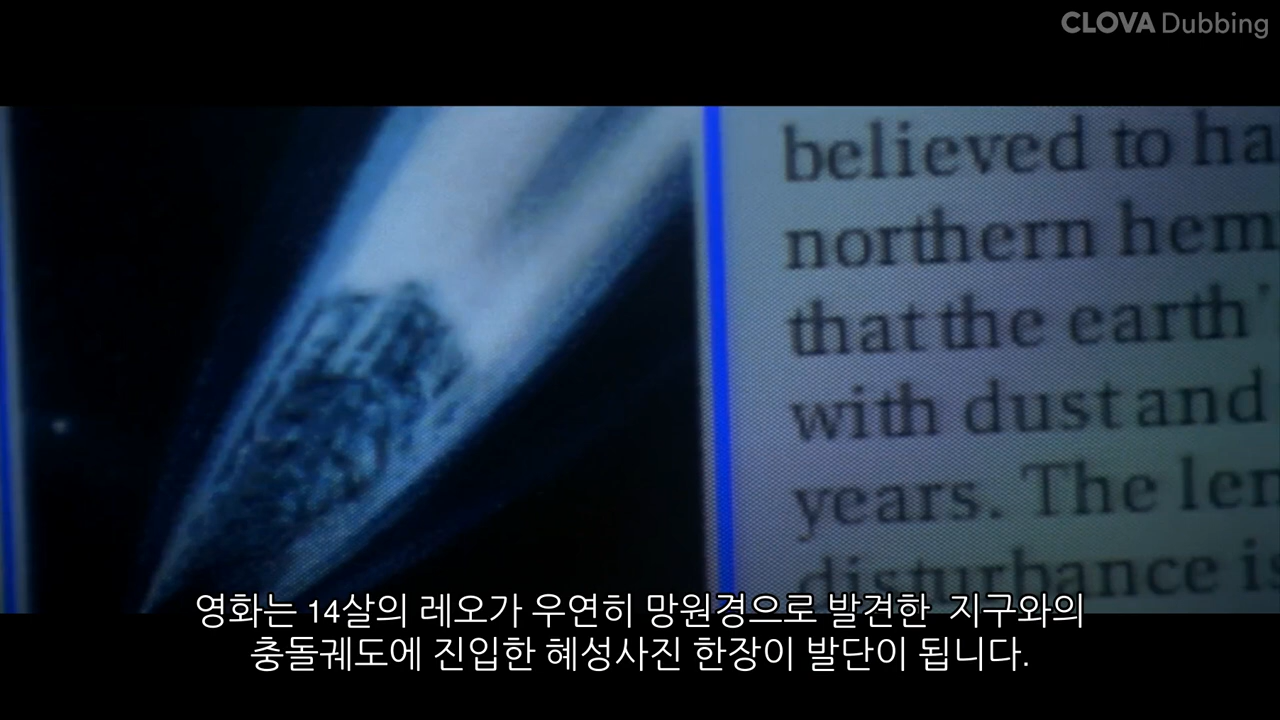 CLOVA Dubbing
believed to ha
northern hem
that the earth'
with dust and
years. The len
disturbance is
영화는 14살의 레오가 우연히 망원경으로 발견한 지구와의
충돌궤도에 진입한 혜성사진 한장이 발단이 됩니다.